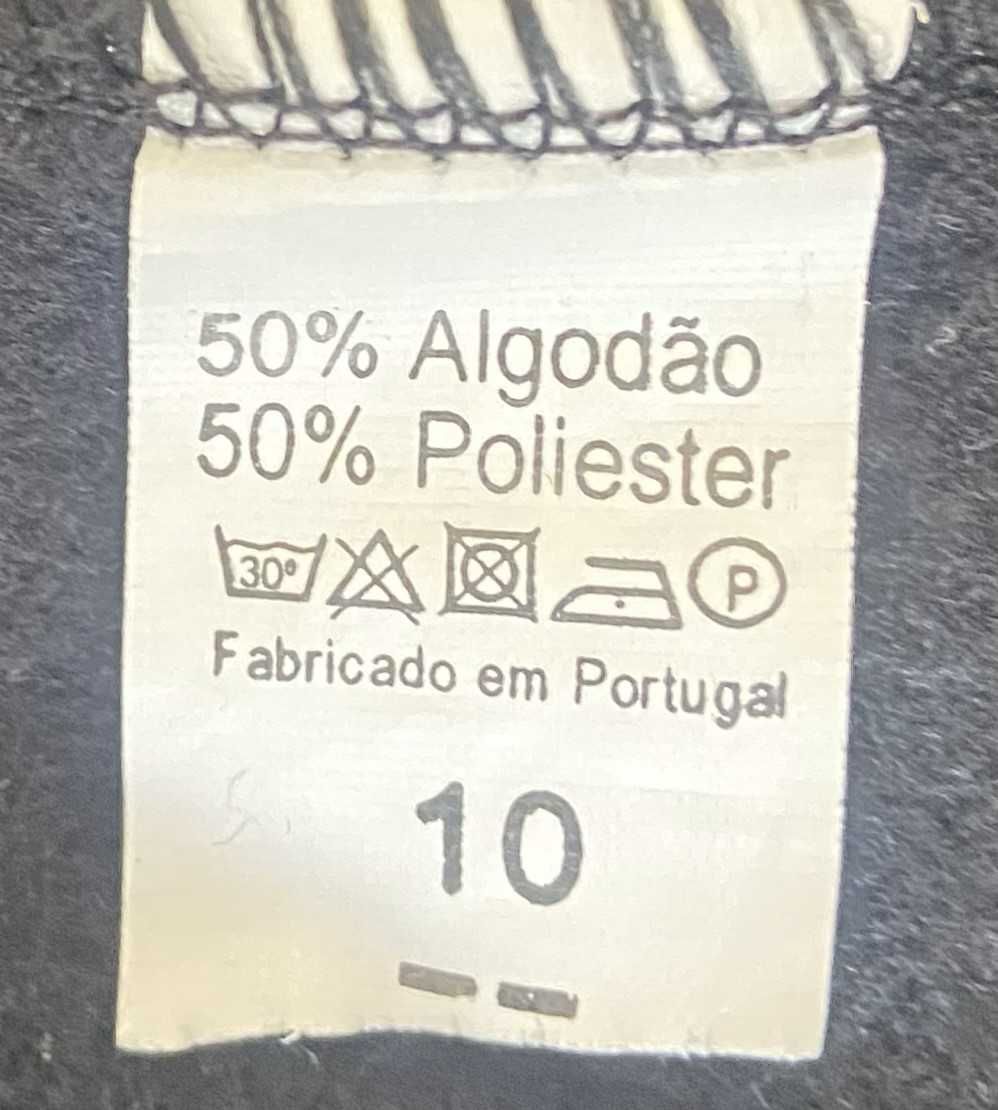 50% Algodão
50% Poliester
30° P
Fabricado em Portugal
10